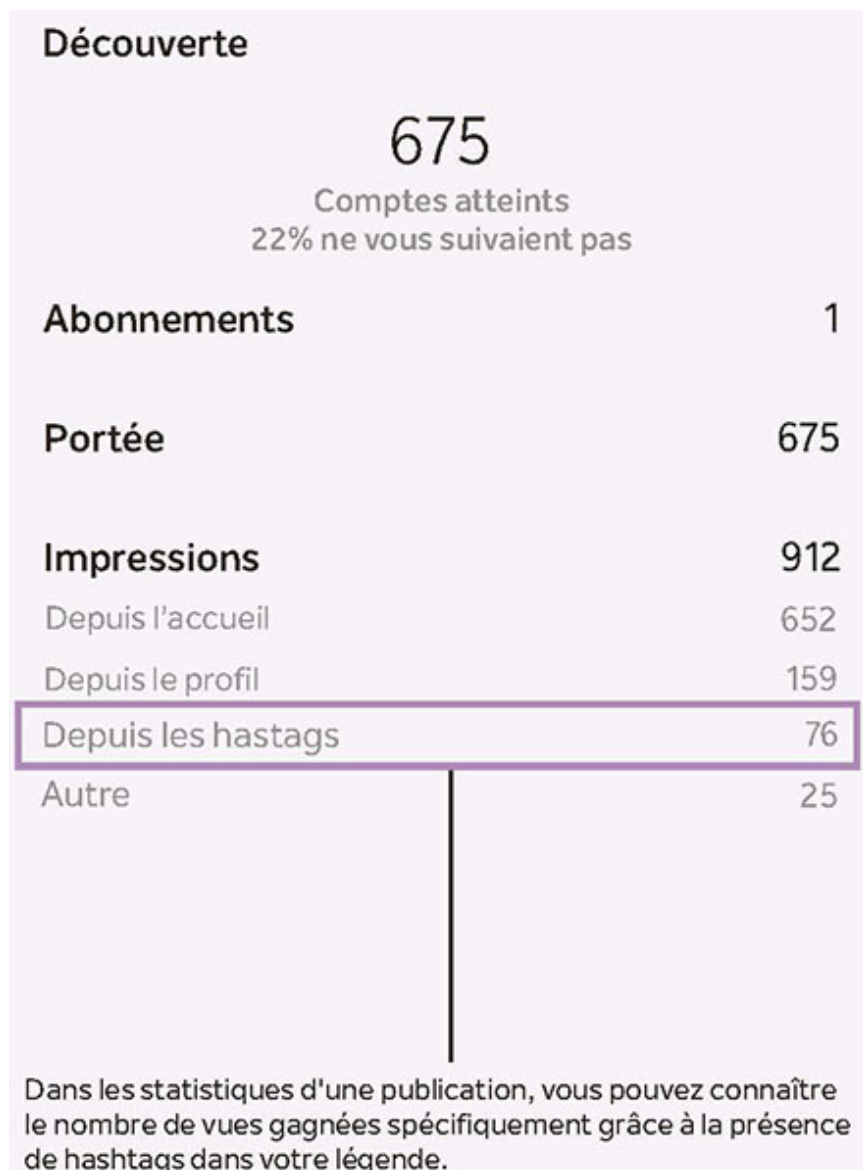 Découverte
675
Comptes atteints
22% ne vous suivaient pas
Abonnements 1
Portée 675
Impressions 912
Depuis l'accueil 652
Depuis le profil 159
Depuis les hastags 76
Autre 25
Dans les statistiques d'une publication, vous pouvez connaître
le nombre de vues gagnées spécifiquement grâce à la présence
de hashtags dans votre légende.